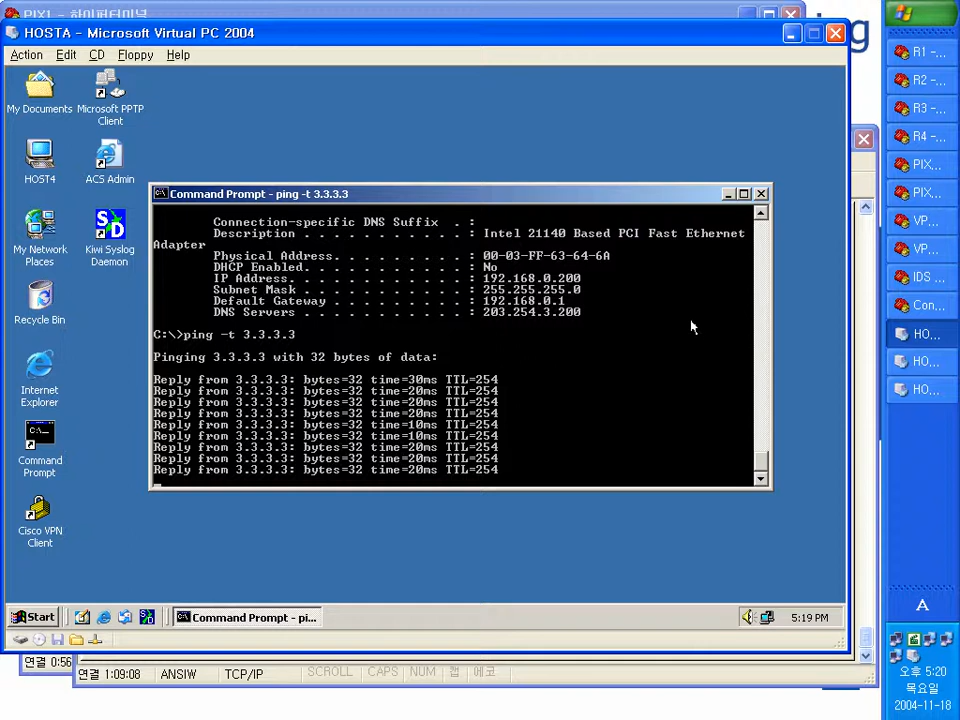 PIX1 - 하이퍼터미널
ing
HOSTA - Microsoft Virtual PC 2004
Action Edit CD Floppy Help
My Documents
Microsoft PPTP Client
HOST4
ACS Admin
My Network Places
Kiwi Syslog Daemon
Recycle Bin
Internet Explorer
Command Prompt
Cisco VPN Client
Command Prompt - ping -t 3.3.3.3
Connection-specific DNS Suffix . :
Description . . . . . . . . . . . : Intel 21140 Based PCI Fast Ethernet
Adapter
Physical Address. . . . . . . . . : 00-03-FF-63-64-6A
DHCP Enabled. . . . . . . . . . . : No
IP Address. . . . . . . . . . . . : 192.168.0.200
Subnet Mask . . . . . . . . . . . : 255.255.255.0
Default Gateway . . . . . . . . . : 192.168.0.1
DNS Servers . . . . . . . . . . . : 203.254.3.200
C:\>ping -t 3.3.3.3
Pinging 3.3.3.3 with 32 bytes of data:
Reply from 3.3.3.3: bytes=32 time=30ms TTL=254
Reply from 3.3.3.3: bytes=32 time=20ms TTL=254
Reply from 3.3.3.3: bytes=32 time=20ms TTL=254
Reply from 3.3.3.3: bytes=32 time=20ms TTL=254
Reply from 3.3.3.3: bytes=32 time=10ms TTL=254
Reply from 3.3.3.3: bytes=32 time=10ms TTL=254
Reply from 3.3.3.3: bytes=32 time=20ms TTL=254
Reply from 3.3.3.3: bytes=32 time=20ms TTL=254
Reply from 3.3.3.3: bytes=32 time=20ms TTL=254
Start
Command Prompt - pi...
5:19 PM
연결 0:56
연결 1:09:08 ANSIW TCP/IP SCROLL CAPS NUM 캡 에코
R1 -...
R2 -...
R3 -...
R4 -...
PIX...
PIX...
VP...
VP...
IDS ...
Con...
HO...
HO...
HO...
A
오후 5:20
목요일
2004-11-18